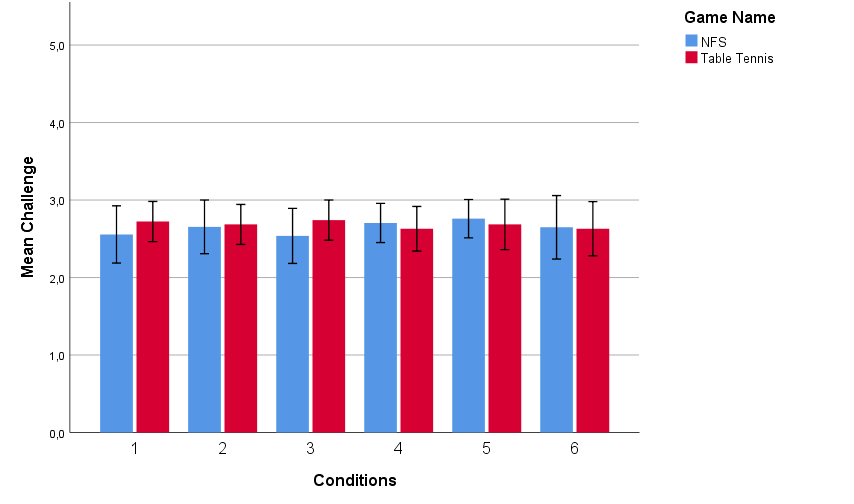 Game Name
NFS
Table Tennis
Mean Challenge
5,0
4,0
3,0
2,0
1,0
0,0
1 2 3 4 5 6
Conditions